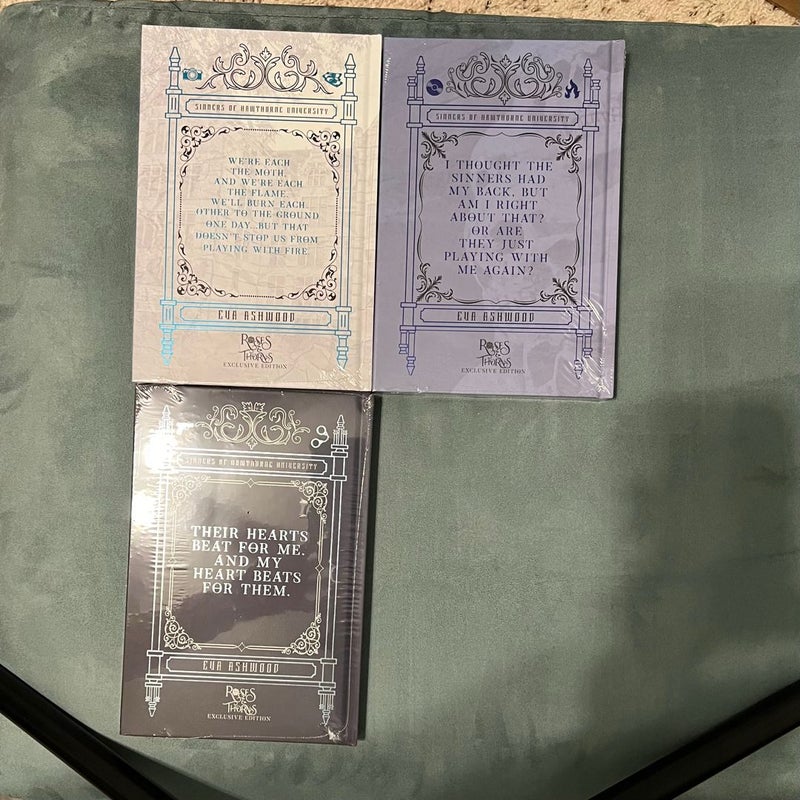 SINNERS OF HAWTHORNE UNIVERSITY
WE'RE EACH
THE MOTH,
AND WE'RE EACH
THE FLAME.
WE'LL BURN EACH
OTHER TO THE GROUND
ONE DAY...BUT THAT
DOESN'T STOP US FROM
PLAYING WITH FIRE.
EVA ASHWOOD
ROSES
&
THORNS
EXCLUSIVE EDITION
SINNERS OF HAWTHORNE UNIVERSITY
I THOUGHT THE
SINNERS HAD
MY BACK, BUT
AM I RIGHT
ABOUT THAT?
OR ARE
THEY JUST
PLAYING WITH
ME AGAIN?
EVA ASHWOOD
ROSES
&
THORNS
EXCLUSIVE EDITION
SINNERS OF HAWTHORNE UNIVERSITY
THEIR HEARTS
BEAT FOR ME.
AND MY
HEART BEATS
FOR THEM.
EVA ASHWOOD
ROSES
&
THORNS
EXCLUSIVE EDITION